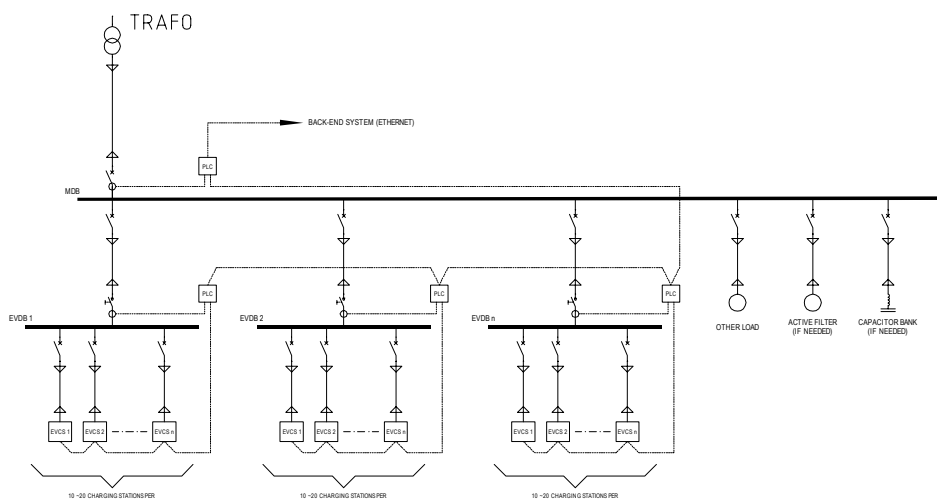 TRAFO
BACK-END SYSTEM (ETHERNET)
PLC
MDB
PLC
PLC
PLC
EVDB 1
EVDB 2
EVDB n
OTHER LOAD
ACTIVE FILTER
(IF NEEDED)
CAPACITOR BANK
(IF NEEDED)
EVCS 1
EVCS 2
EVCS n
EVCS 1
EVCS 2
EVCS n
EVCS 1
EVCS 2
EVCS n
10 ~20 CHARGING STATIONS PER
10 ~20 CHARGING STATIONS PER
10 ~20 CHARGING STATIONS PER